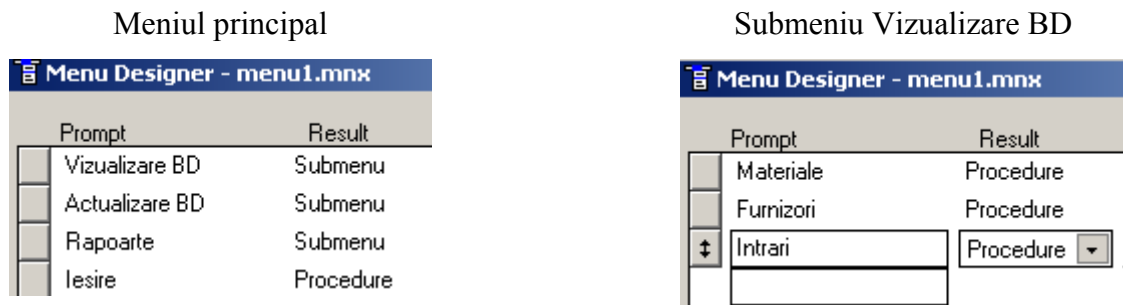 Meniul principal
Menu Designer - menu1.mnx
Prompt Result
Vizualizare BD Submenu
Actualizare BD Submenu
Rapoarte Submenu
Iesire Procedure
Submeniu Vizualizare BD
Menu Designer - menu1.mnx
Prompt Result
Materiale Procedure
Furnizori Procedure
Intrari Procedure